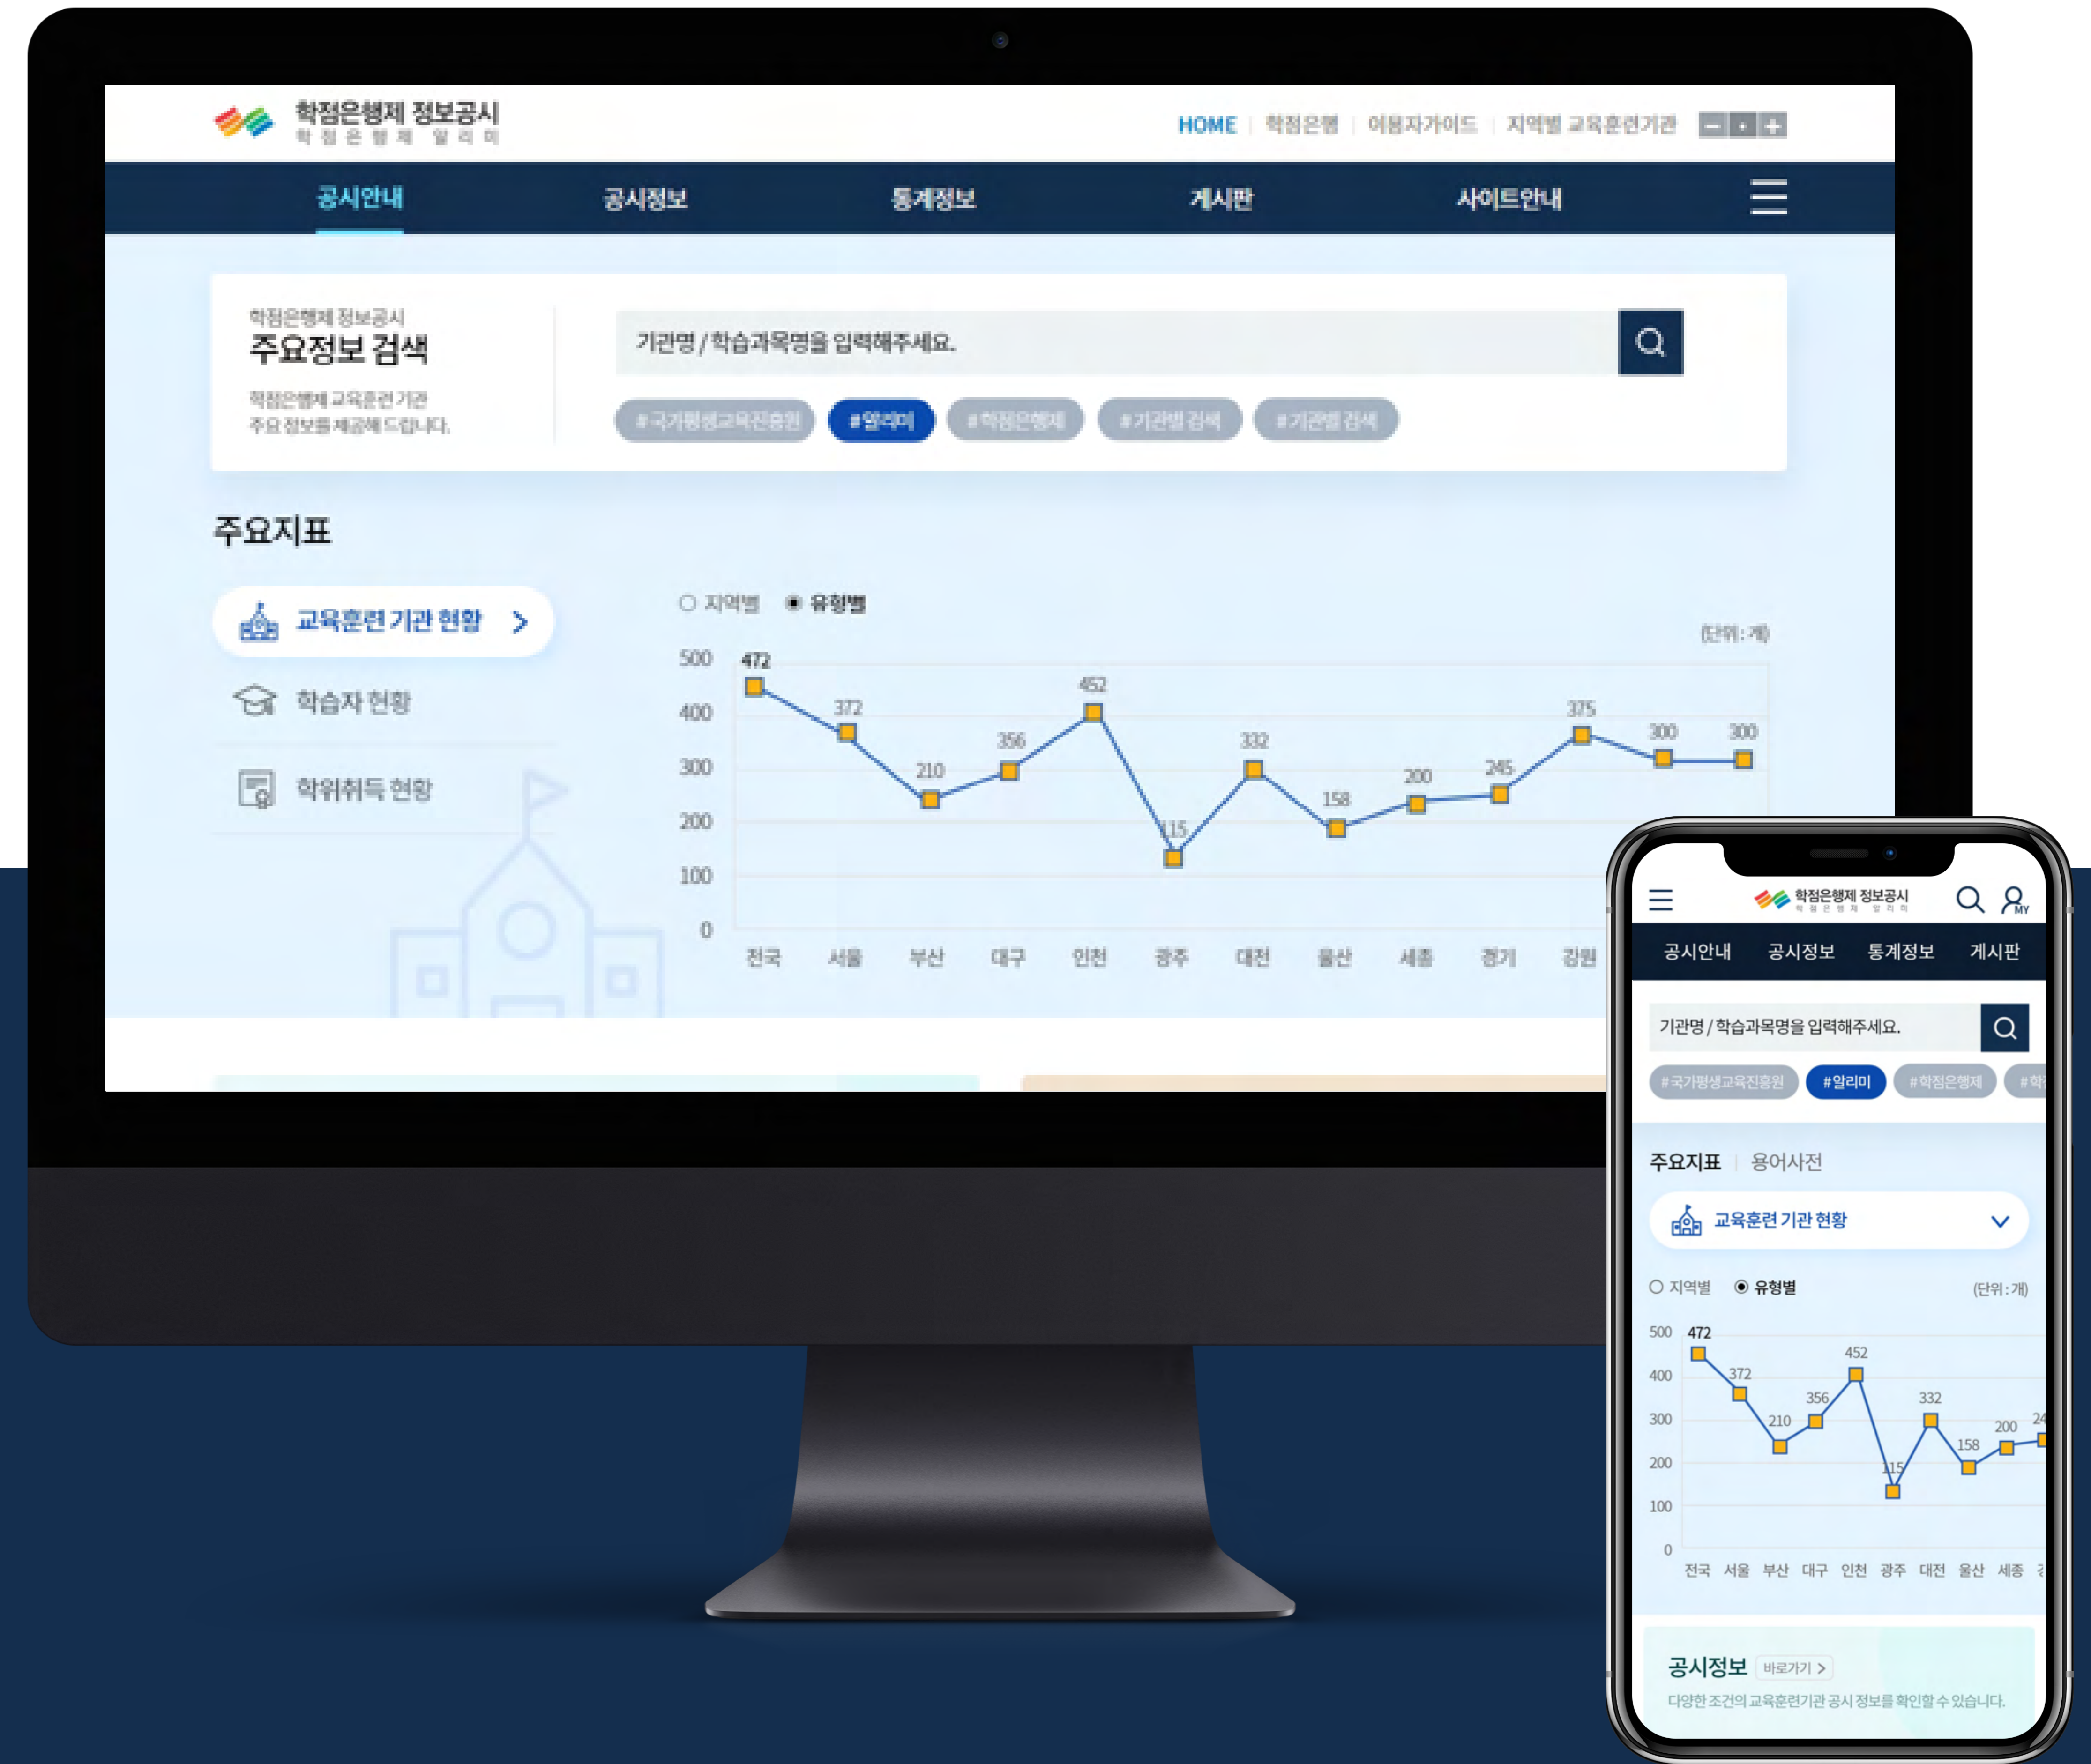 학점은행제 정보공시
학점은행제 알리미
HOME 학점은행 이용자가이드 지역별 교육훈련기관
공시안내 공시정보 통계정보 게시판 사이트안내
학점은행제 정보공시
주요정보 검색
학점은행제 교육훈련 기관
주요 정보를 제공해 드립니다.
기관명 / 학습과목명을 입력해주세요.
#국가평생교육진흥원 #알리미 #학점은행제 #기관별 검색 #기관별 검색
주요지표
교육훈련 기관 현황
학습자 현황
학위취득 현황
지역별 유형별
(단위 : 개)
500
400
300
200
100
0
472 372 210 356 452 115 332 158 200 245 375 300 300
전국 서울 부산 대구 인천 광주 대전 울산 세종 경기 강원
학점은행제 정보공시
학점은행제 알리미
MY
공시안내 공시정보 통계정보 게시판
기관명 / 학습과목명을 입력해주세요.
#국가평생교육진흥원 #알리미 #학점은행제 #학
주요지표 용어사전
교육훈련 기관 현황
지역별 유형별 (단위 : 개)
500
400
300
200
100
0
472 372 210 356 452 115 332 158 200 24
전국 서울 부산 대구 인천 광주 대전 울산 세종
공시정보 바로가기 >
다양한 조건의 교육훈련기관 공시 정보를 확인할 수 있습니다.